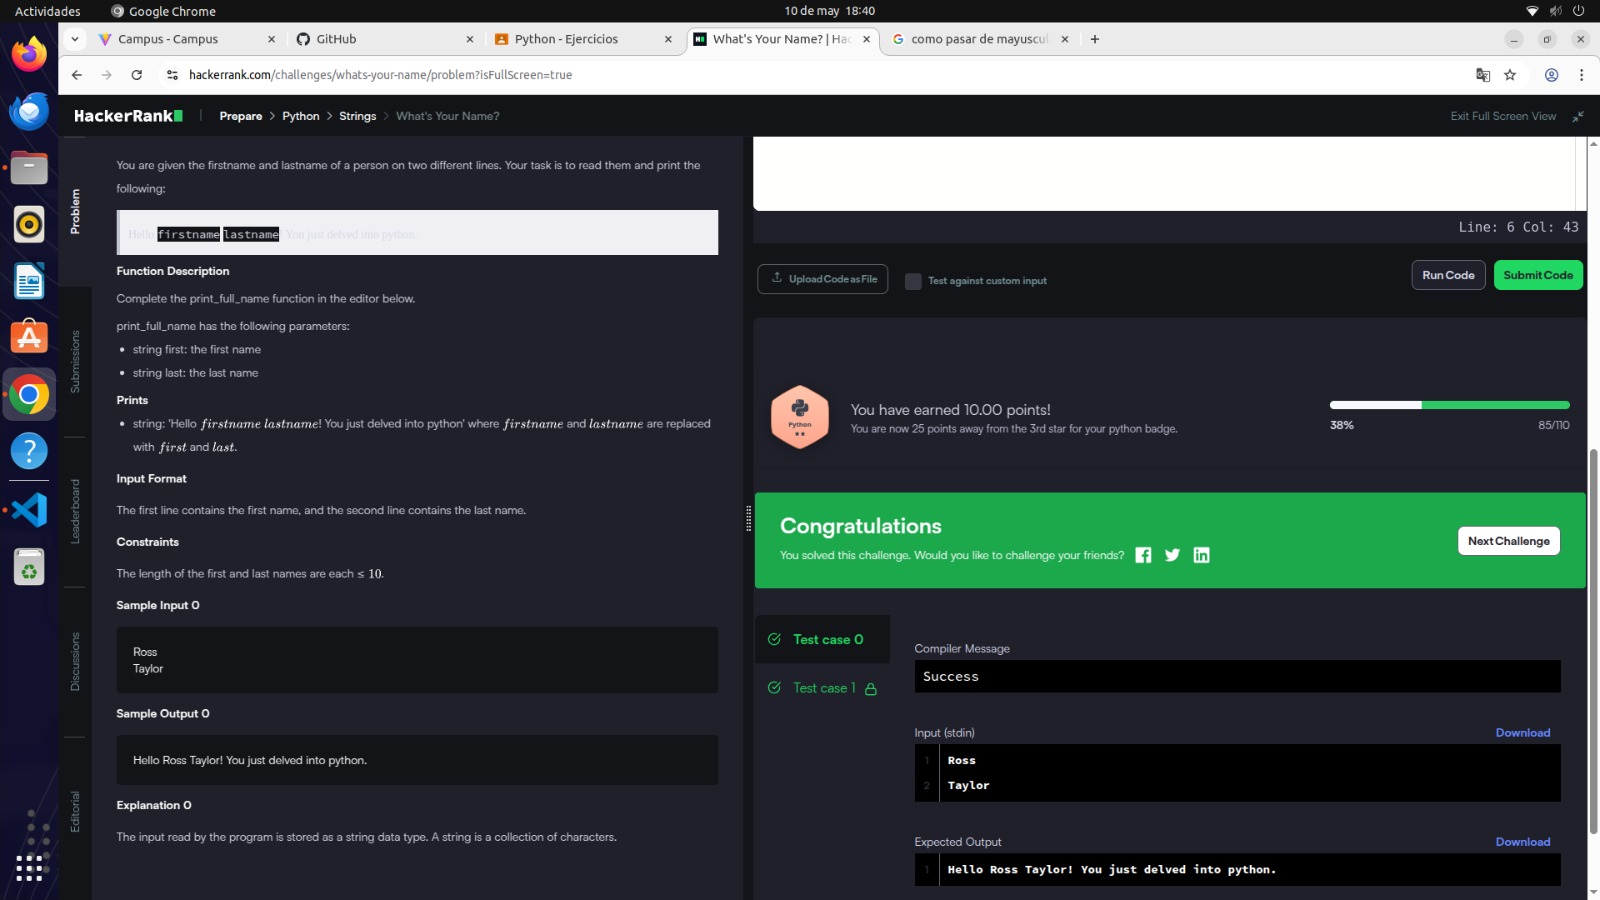 Actividades
Google Chrome
10 de may 18:40
Campus - Campus
GitHub
Python - Ejercicios
What's Your Name? | Hac
como pasar de mayuscul
hackerrank.com/challenges/whats-your-name/problem?isFullScreen=true
HackerRank
Prepare > Python > Strings > What's Your Name?
Exit Full Screen View
Problem
Submissions
Leaderboard
Discussions
Editorial
You are given the firstname and lastname of a person on two different lines. Your task is to read them and print the
following:
Hello firstname lastname! You just delved into python.
Function Description
Complete the print_full_name function in the editor below.
print_full_name has the following parameters:
• string first: the first name
• string last: the last name
Prints
• string: 'Hello firstname lastname! You just delved into python' where firstname and lastname are replaced
with first and last.
Input Format
The first line contains the first name, and the second line contains the last name.
Constraints
The length of the first and last names are each ≤ 10.
Sample Input 0
Ross
Taylor
Sample Output 0
Hello Ross Taylor! You just delved into python.
Explanation 0
The input read by the program is stored as a string data type. A string is a collection of characters.
Line: 6 Col: 43
Upload Code as File
Test against custom input
Run Code
Submit Code
Python
You have earned 10.00 points!
You are now 25 points away from the 3rd star for your python badge.
38%
85/110
Congratulations
You solved this challenge. Would you like to challenge your friends?
Next Challenge
Test case 0
Test case 1
Compiler Message
Success
Input (stdin)
Download
1 Ross
2 Taylor
Expected Output
Download
1 Hello Ross Taylor! You just delved into python.